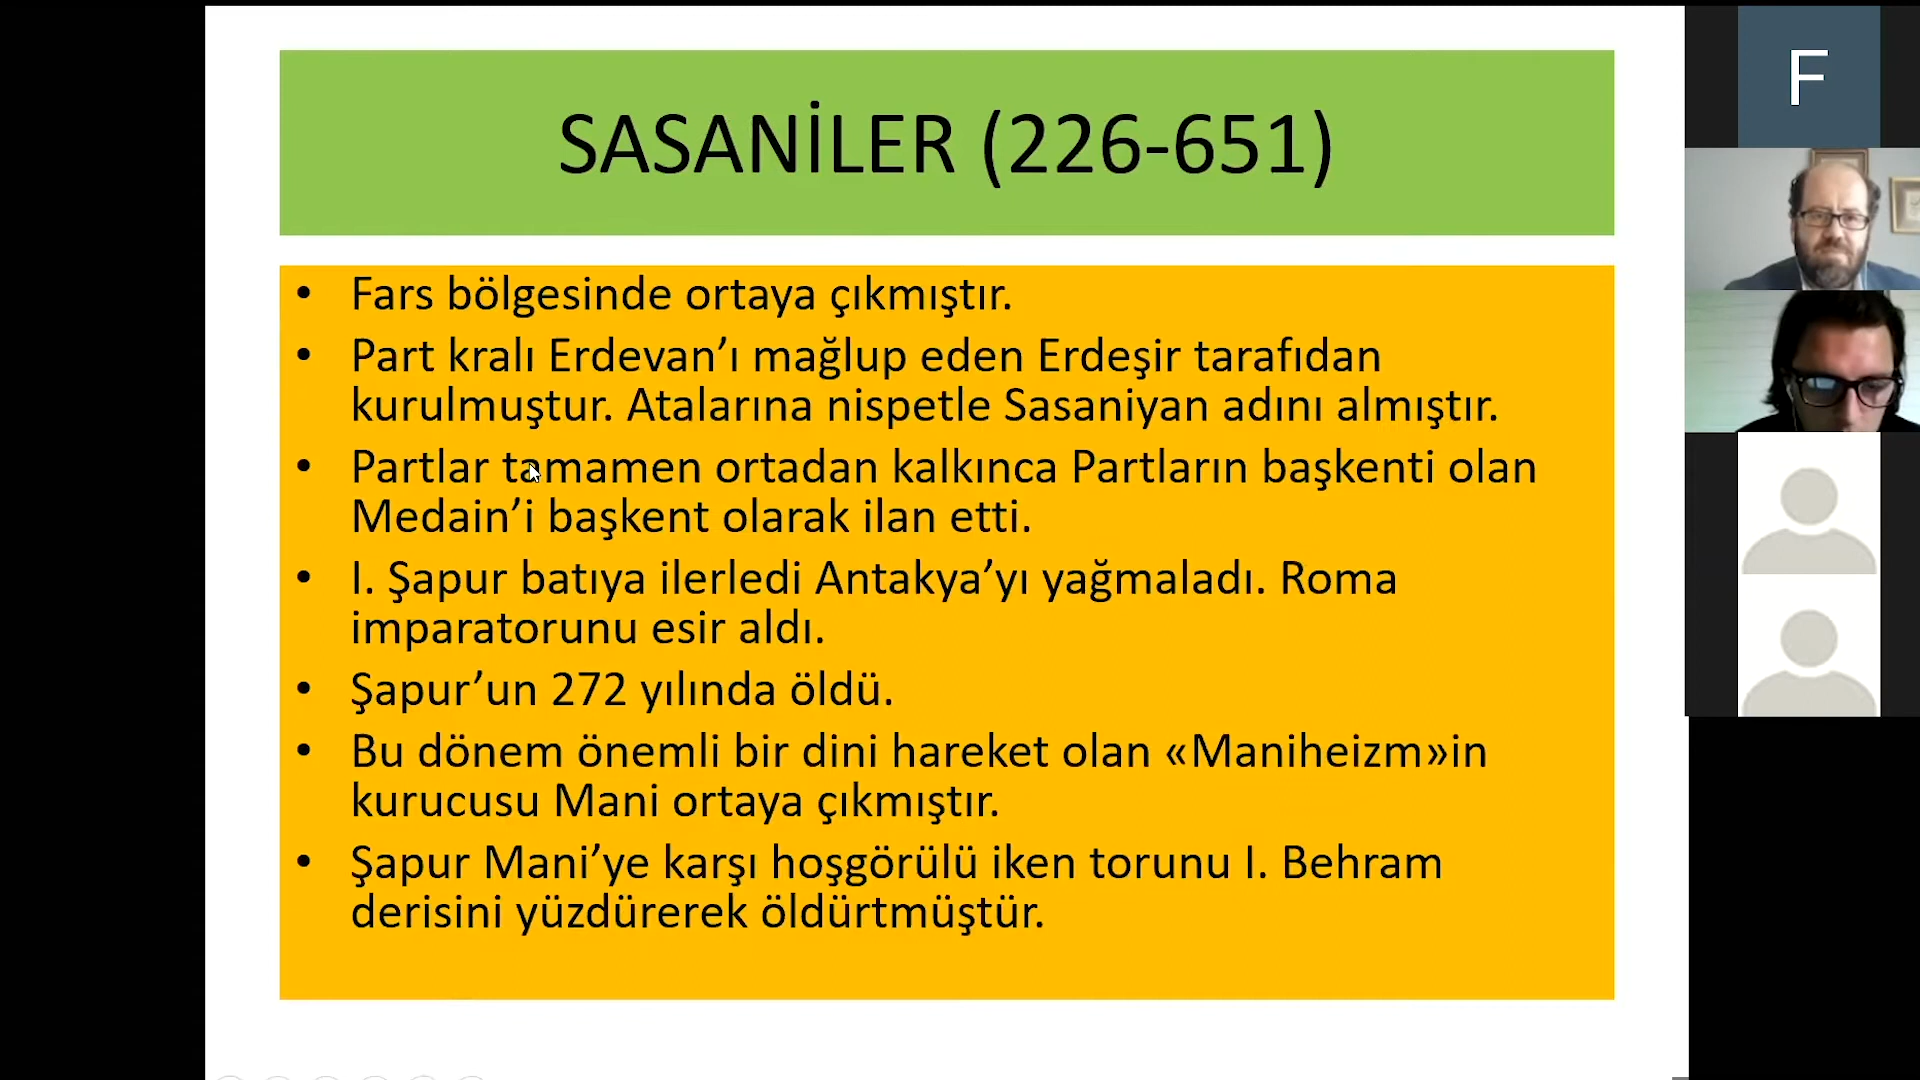 SASANİLER (226-651)
• Fars bölgesinde ortaya çıkmıştır.
• Part kralı Erdevan’ı mağlup eden Erdeşir tarafıdan
kurulmuştur. Atalarına nispetle Sasaniyan adını almıştır.
• Partlar tamamen ortadan kalkınca Partların başkenti olan
Medain’i başkent olarak ilan etti.
• I. Şapur batıya ilerledi Antakya’yı yağmaladı. Roma
imparatorunu esir aldı.
• Şapur’un 272 yılında öldü.
• Bu dönem önemli bir dini hareket olan «Maniheizm»in
kurucusu Mani ortaya çıkmıştır.
• Şapur Mani’ye karşı hoşgörülü iken torunu I. Behram
derisini yüzdürerek öldürtmüştür.
F